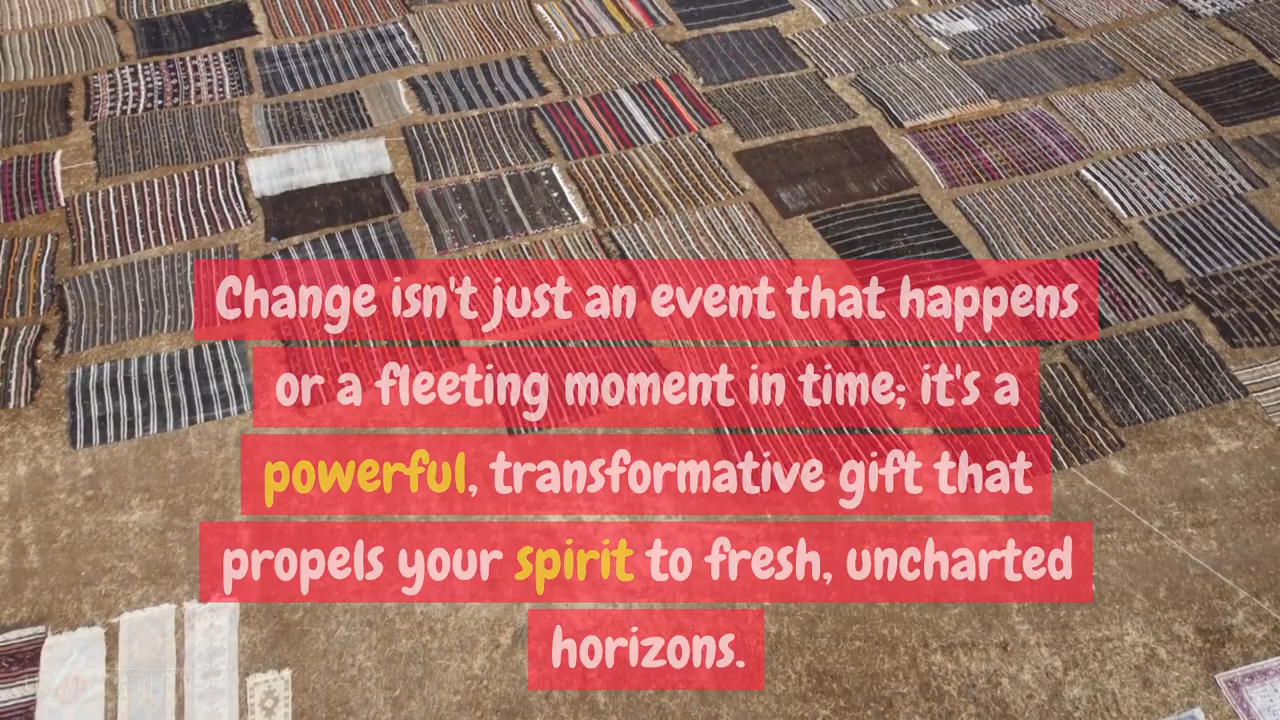 Change isn't just an event that happens
or a fleeting moment in time; it's a
powerful, transformative gift that
propels your spirit to fresh, uncharted
horizons.